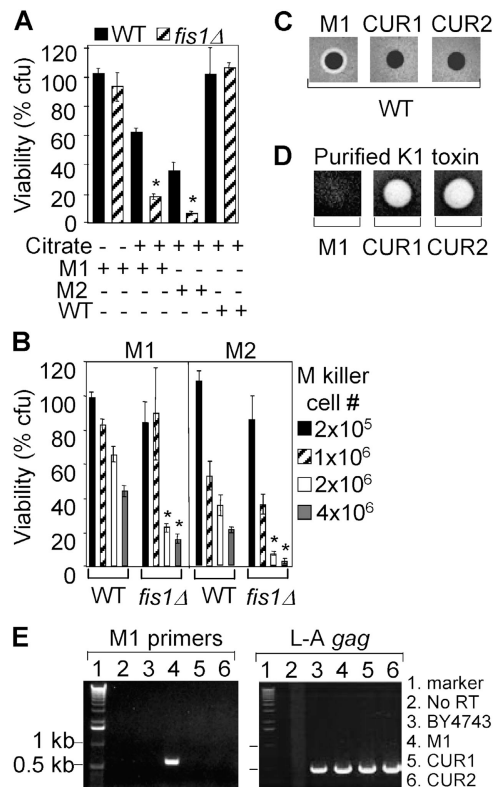 A
WT fis1Δ
Viability (% cfu)
120
100
80
60
40
20
0
* *
Citrate - - + + + + + +
M1 + + + + - - - -
M2 - - - - + + - -
WT - - - - - - + +
B
M1 M2
Viability (% cfu)
120
100
80
60
40
20
0
* * * *
WT fis1Δ WT fis1Δ
M killer
cell #
2x10⁵
1x10⁶
2x10⁶
4x10⁶
C
M1 CUR1 CUR2
WT
D
Purified K1 toxin
M1 CUR1 CUR2
E
M1 primers L-A gag
1 2 3 4 5 6 1 2 3 4 5 6
1 kb
0.5 kb
1. marker
2. No RT
3. BY4743
4. M1
5. CUR1
6. CUR2